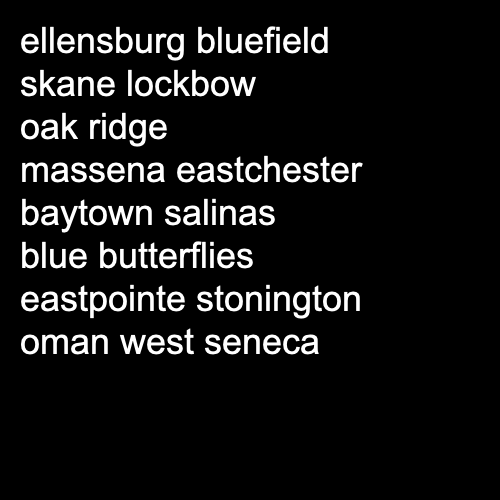 ellensburg bluefield
skane lockbow
oak ridge
massena eastchester
baytown salinas
blue butterflies
eastpointe stonington
oman west seneca